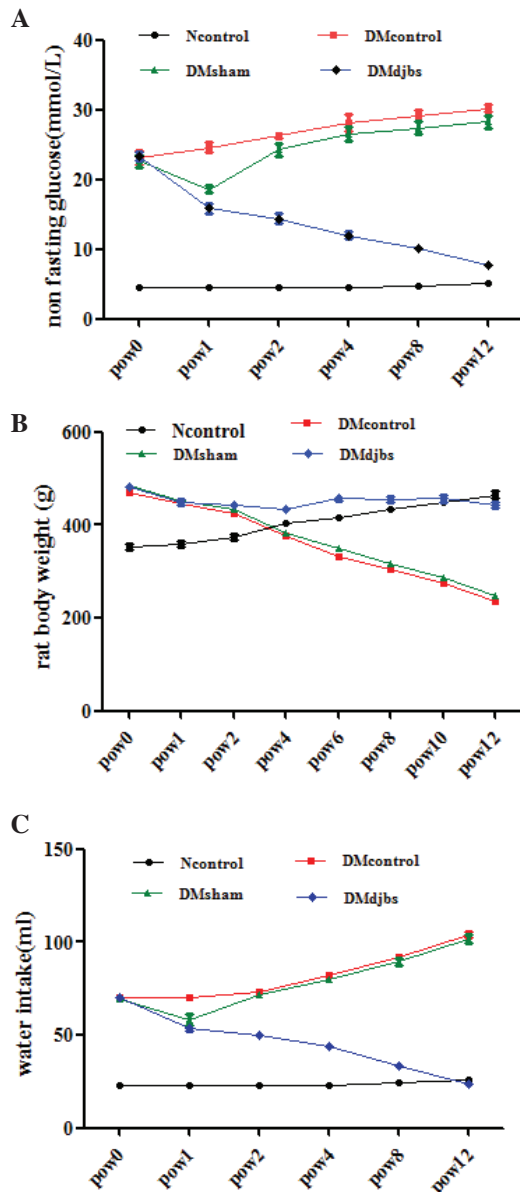 A
Ncontrol
DMcontrol
DMsham
DMdjbs
non fasting glucose(mmol/L)
40
30
20
10
0
pow0
pow1
pow2
pow4
pow8
pow12
B
Ncontrol
DMcontrol
DMsham
DMdjbs
rat body weight (g)
600
400
200
0
pow0
pow1
pow2
pow4
pow6
pow8
pow10
pow12
C
Ncontrol
DMcontrol
DMsham
DMdjbs
water intake(ml)
150
100
50
0
pow0
pow1
pow2
pow4
pow8
pow12